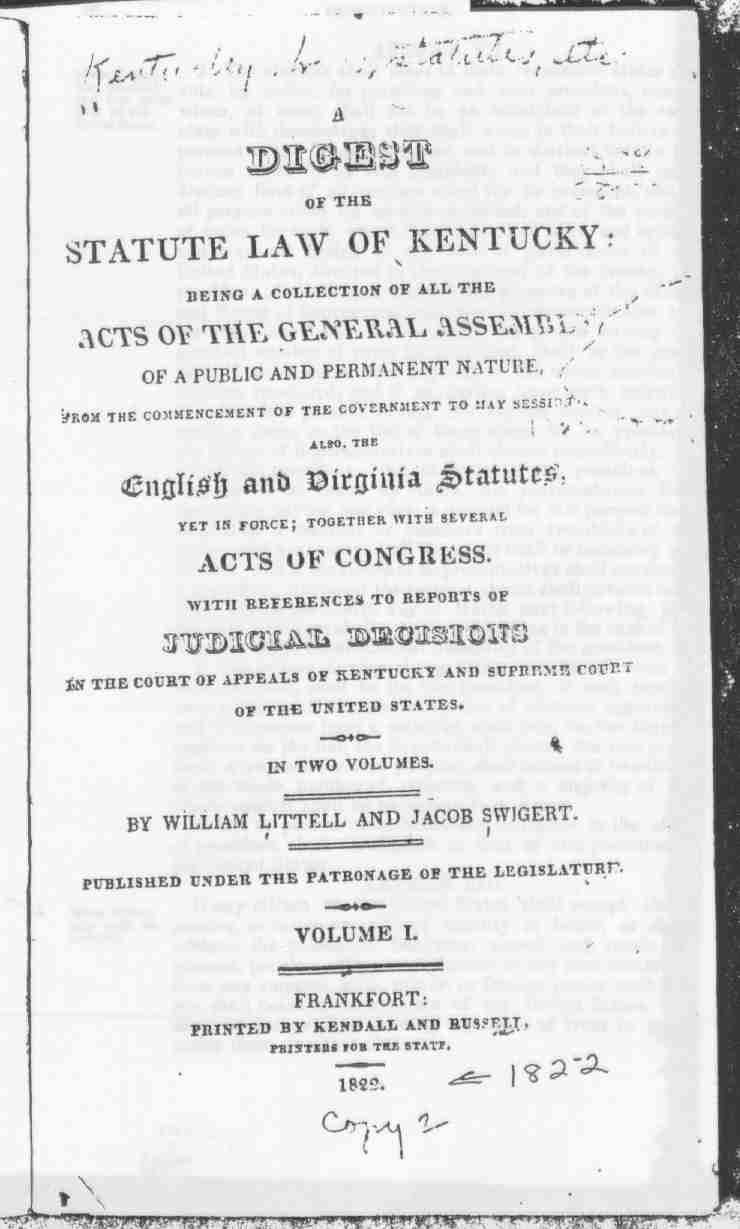 Kentucky statutes, etc.
A
DIGEST
OF THE
STATUTE LAW OF KENTUCKY:
BEING A COLLECTION OF ALL THE
ACTS OF THE GENERAL ASSEMBLY
OF A PUBLIC AND PERMANENT NATURE,
FROM THE COMMENCEMENT OF THE GOVERNMENT TO MAY SESSION
ALSO, THE
English and Virginia Statutes,
YET IN FORCE; TOGETHER WITH SEVERAL
ACTS OF CONGRESS.
WITH REFERENCES TO REPORTS OF
JUDICIAL DECISIONS
IN THE COURT OF APPEALS OF KENTUCKY AND SUPREME COURT
OF THE UNITED STATES.
IN TWO VOLUMES.
BY WILLIAM LITTELL AND JACOB SWIGERT.
PUBLISHED UNDER THE PATRONAGE OF THE LEGISLATURE.
VOLUME I.
FRANKFORT:
PRINTED BY KENDALL AND RUSSELL,
PRINTERS FOR THE STATE.
1822. ← 1822
Copy 2